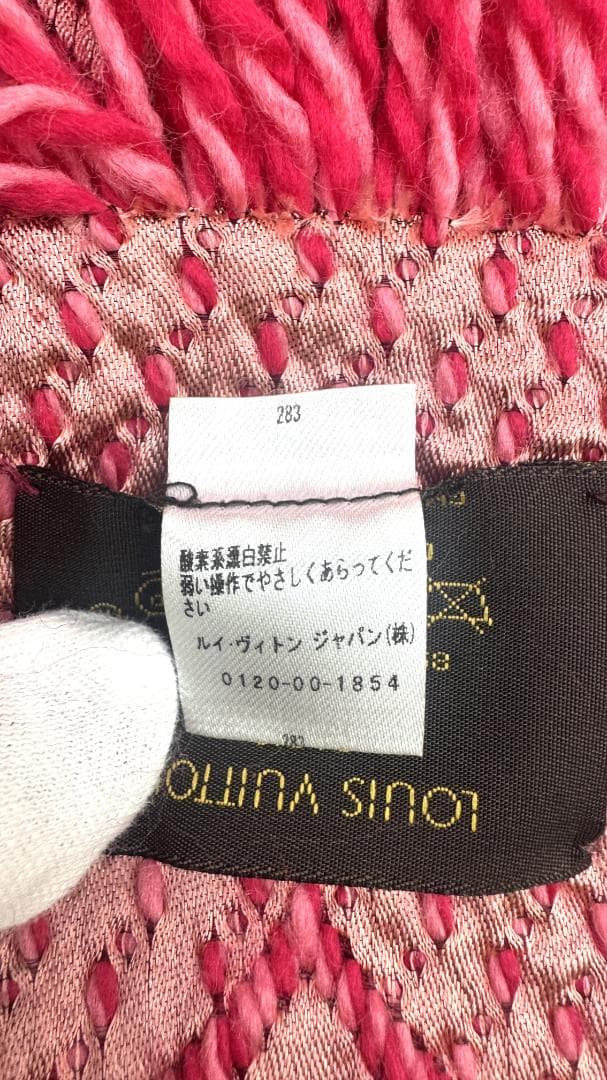 283
酸素系漂白禁止
弱い操作でやさしくあらってくだ
さい
ルイ・ヴィトン ジャパン(株)
0120-00-1854
283
LOUIS VUITTO